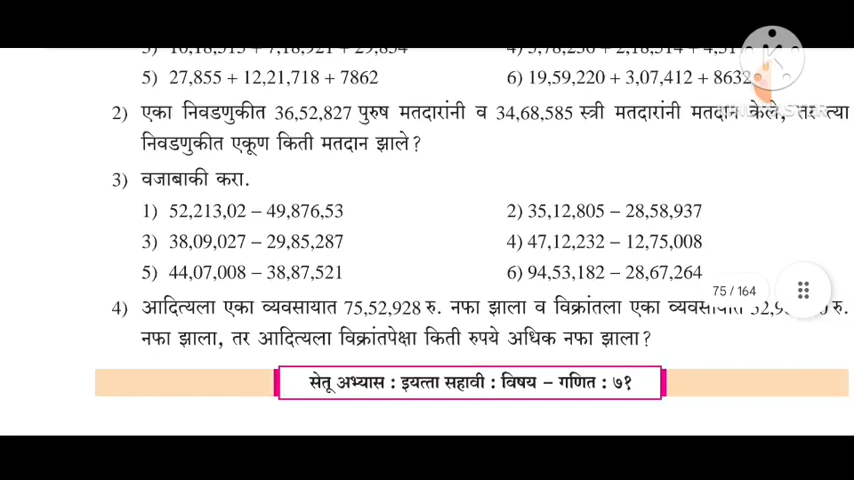 5) 27,855 + 12,21,718 + 7862 6) 19,59,220 + 3,07,412 + 8632
2) एका निवडणुकीत 36,52,827 पुरुष मतदारांनी व 34,68,585 स्त्री मतदारांनी मतदान केले, तर त्या
निवडणुकीत एकूण किती मतदान झाले?
3) वजाबाकी करा.
1) 52,213,02 – 49,876,53 2) 35,12,805 – 28,58,937
3) 38,09,027 – 29,85,287 4) 47,12,232 – 12,75,008
5) 44,07,008 – 38,87,521 6) 94,53,182 – 28,67,264
75 / 164
4) आदित्यला एका व्यवसायात 75,52,928 रु. नफा झाला व विक्रांतला एका व्यवसायात रु.
नफा झाला, तर आदित्यला विक्रांतपेक्षा किती रुपये अधिक नफा झाला?
सेतू अभ्यास : इयत्ता सहावी : विषय – गणित : ७१